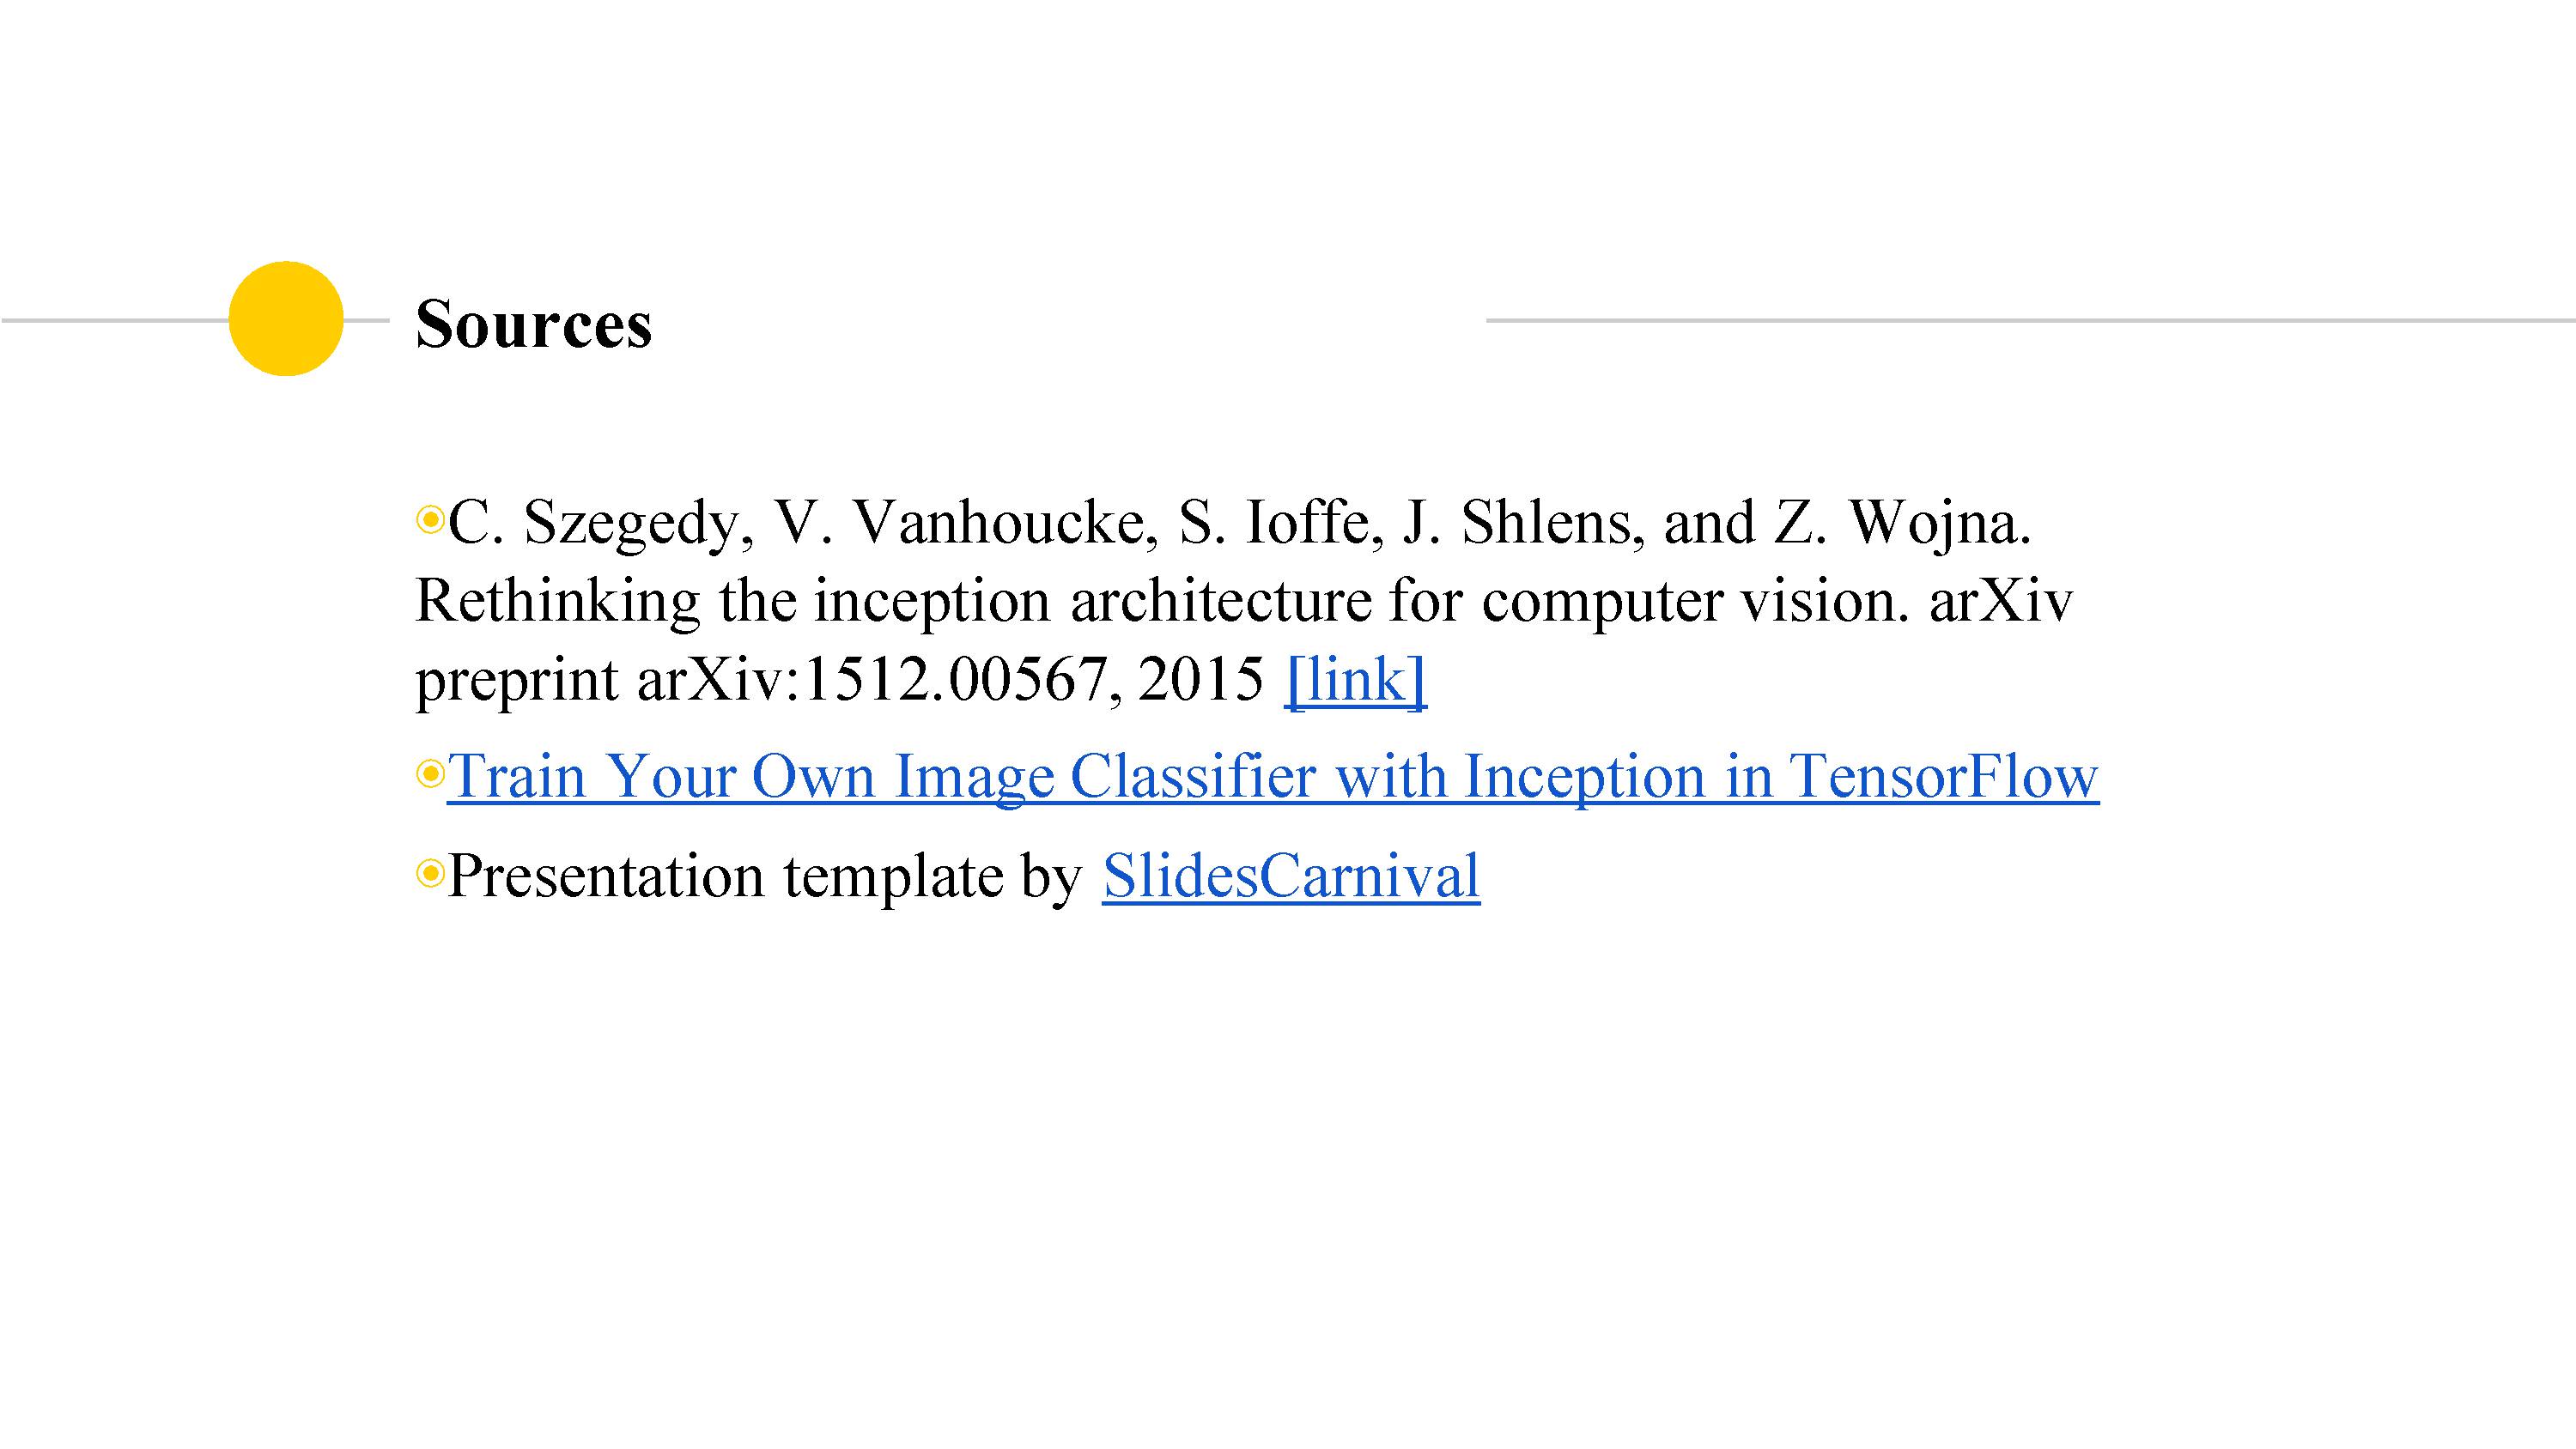 Sources
◉C. Szegedy, V. Vanhoucke, S. Ioffe, J. Shlens, and Z. Wojna.
Rethinking the inception architecture for computer vision. arXiv
preprint arXiv:1512.00567, 2015 [link]
◉Train Your Own Image Classifier with Inception in TensorFlow
◉Presentation template by SlidesCarnival